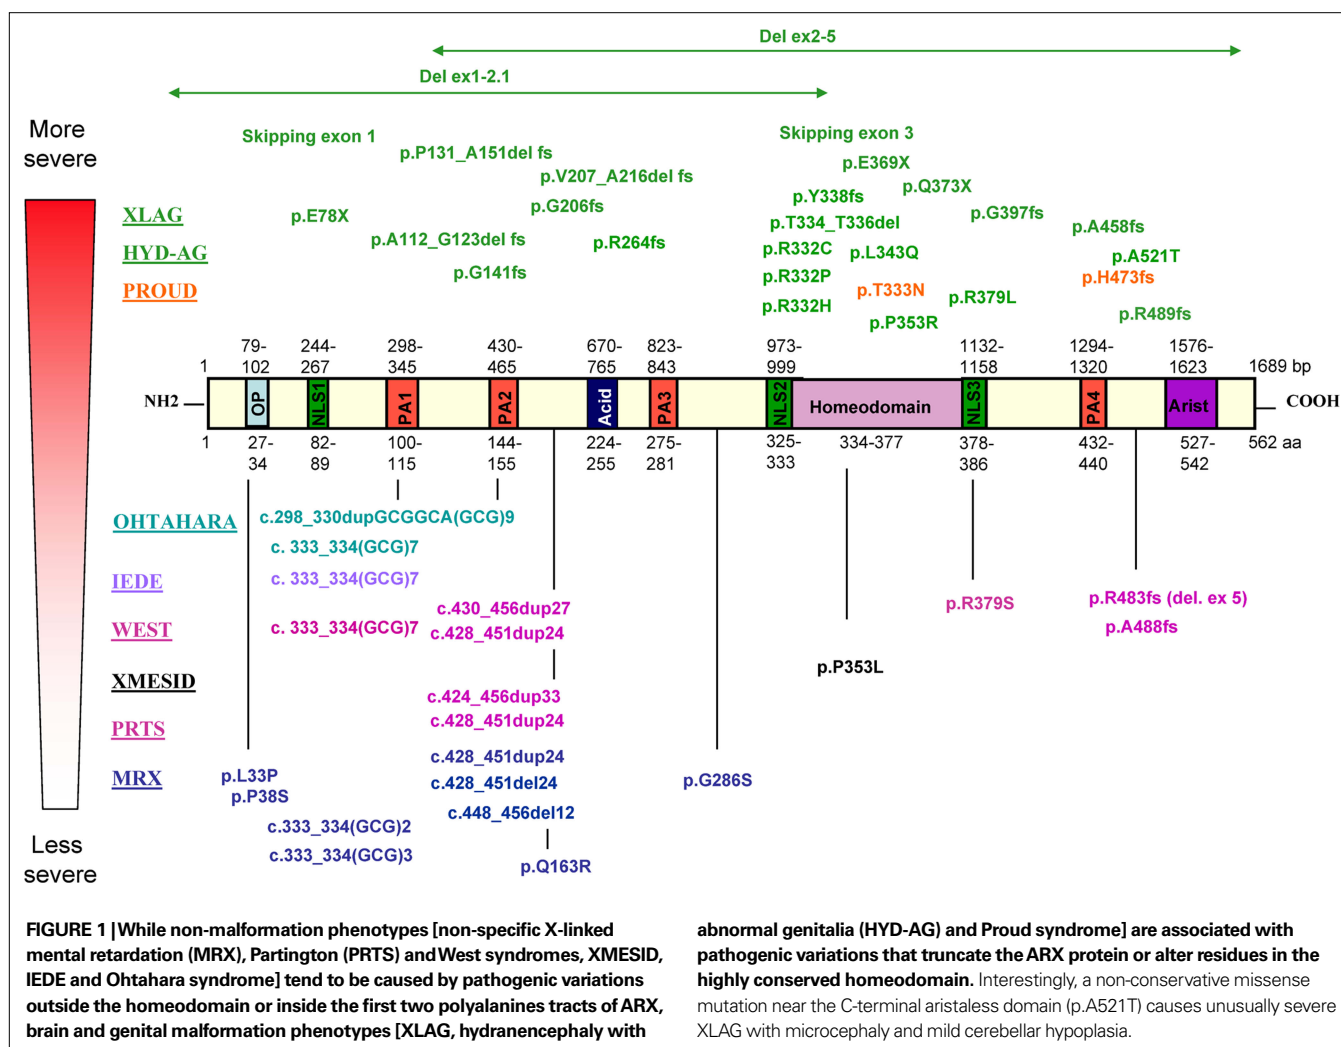 Del ex2-5
Del ex1-2.1
More
severe
Skipping exon 1
Skipping exon 3
p.P131_A151del fs
p.E369X
p.V207_A216del fs
p.Q373X
p.Y338fs
XLAG
p.E78X
p.G206fs
p.T334_T336del
p.G397fs
p.A458fs
p.A112_G123del fs
p.R264fs
HYD-AG
p.R332C
p.L343Q
p.A521T
p.G141fs
p.R332P
p.H473fs
PROUD
p.T333N
p.R379L
p.R332H
p.P353R
p.R489fs
1
79-
102
244-
267
298-
345
430-
465
670-
765
823-
843
973-
999
1132-
1158
1294-
1320
1576-
1623
1689 bp
NH2
OP
NLS1
PA1
PA2
Acid
PA3
NLS2
Homeodomain
NLS3
PA4
Arist
COOH
1
27-
34
82-
89
100-
115
144-
155
224-
255
275-
281
325-
333
334-377
378-
386
432-
440
527-
542
562 aa
OHTAHARA
c.298_330dupGCGGCA(GCG)9
c. 333_334(GCG)7
IEDE
c. 333_334(GCG)7
c.430_456dup27
p.R379S
p.R483fs (del. ex 5)
WEST
c. 333_334(GCG)7
c.428_451dup24
p.A488fs
XMESID
p.P353L
c.424_456dup33
PRTS
c.428_451dup24
c.428_451dup24
MRX
p.L33P
c.428_451del24
p.G286S
p.P38S
c.448_456del12
c.333_334(GCG)2
c.333_334(GCG)3
p.Q163R
Less
severe
FIGURE 1 | While non-malformation phenotypes [non-specific X-linked
mental retardation (MRX), Partington (PRTS) and West syndromes, XMESID,
IEDE and Ohtahara syndrome] tend to be caused by pathogenic variations
outside the homeodomain or inside the first two polyalanines tracts of ARX,
brain and genital malformation phenotypes [XLAG, hydranencephaly with
abnormal genitalia (HYD-AG) and Proud syndrome] are associated with
pathogenic variations that truncate the ARX protein or alter residues in the
highly conserved homeodomain. Interestingly, a non-conservative missense
mutation near the C-terminal aristaless domain (p.A521T) causes unusually severe
XLAG with microcephaly and mild cerebellar hypoplasia.